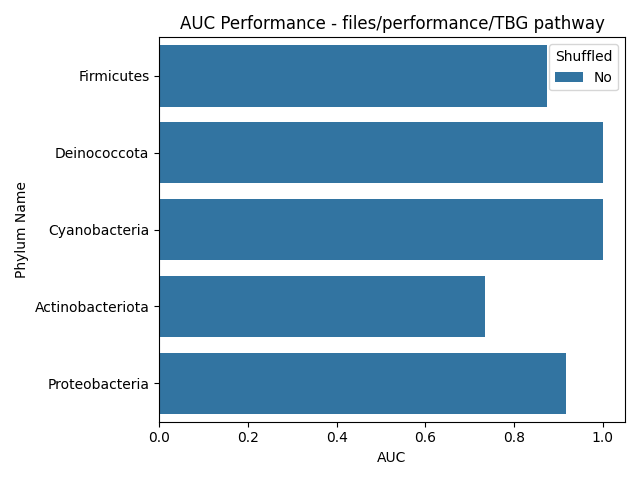 AUC Performance - files/performance/TBG pathway
Shuffled
No
Phylum Name
Firmicutes
Deinococcota
Cyanobacteria
Actinobacteriota
Proteobacteria
0.0 0.2 0.4 0.6 0.8 1.0
AUC